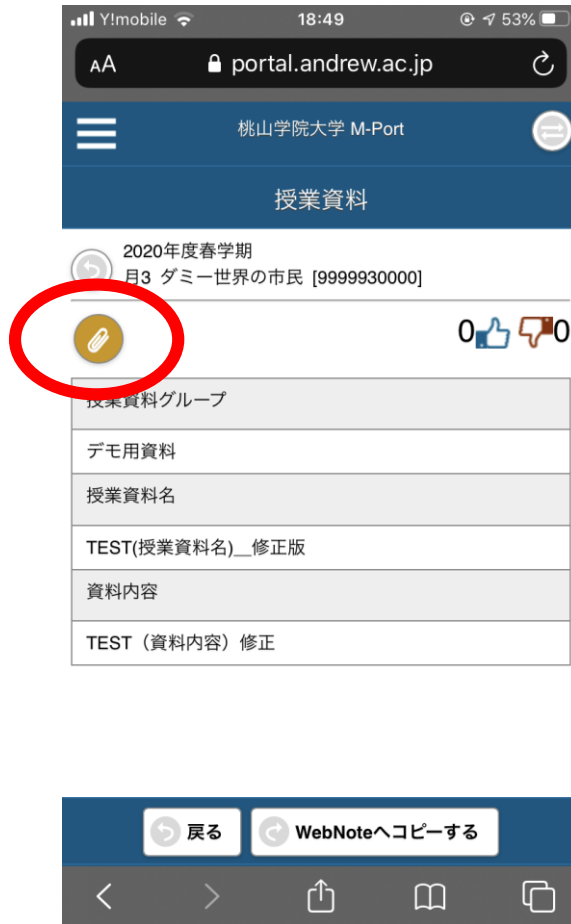 Y!mobile 18:49 53%
AA portal.andrew.ac.jp
桃山学院大学 M-Port
授業資料
2020年度春学期
月3 ダミー世界の市民 [9999930000]
0 0
授業資料グループ
デモ用資料
授業資料名
TEST(授業資料名)__修正版
資料内容
TEST（資料内容）修正
戻る WebNoteへコピーする